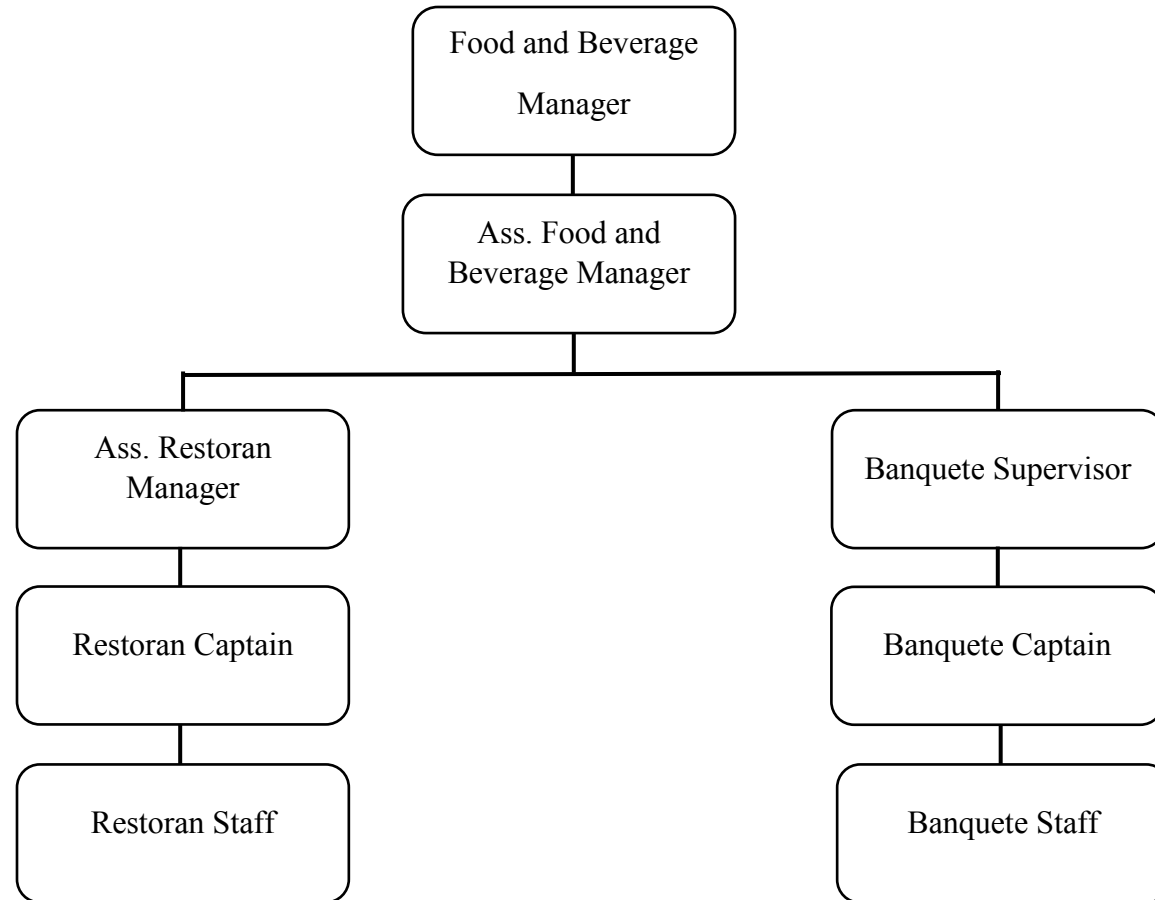 Food and Beverage
Manager
Ass. Food and
Beverage Manager
Ass. Restoran
Manager
Banquete Supervisor
Restoran Captain
Banquete Captain
Restoran Staff
Banquete Staff